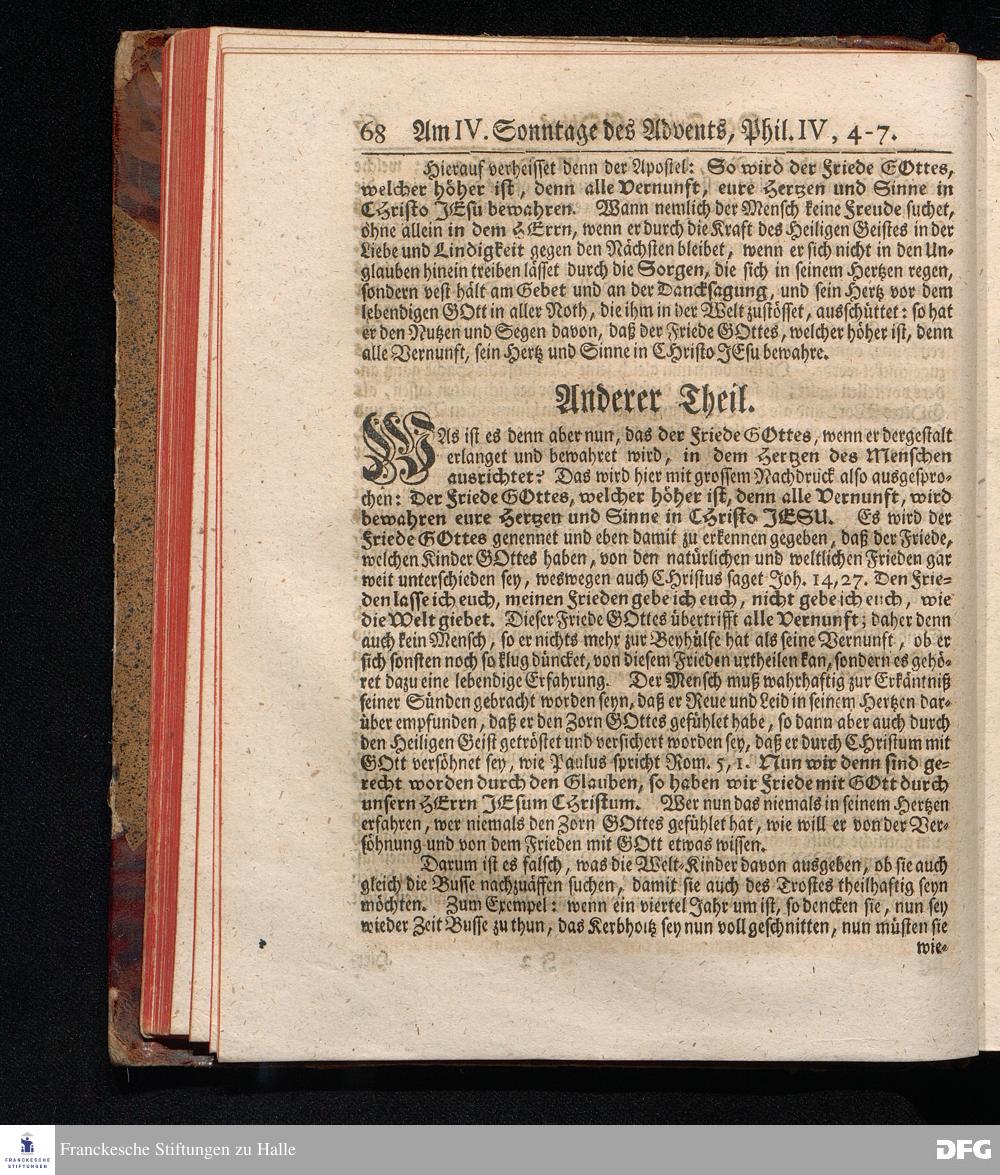 68 Am IV. Sonntage des Advents, Phil. IV, 4-7.
Hierauf verheisset denn der Apostel: So wird der Friede GOttes,
welcher höher ist, denn alle Vernunft, eure Hertzen und Sinne in
CHristo JEsu bewahren. Wann nemlich der Mensch keine Freude suchet,
ohne allein in dem HErrn, wenn er durch die Kraft des Heiligen Geistes in der
Liebe und Lindigkeit gegen den Nächsten bleibet, wenn er sich nicht in den Un-
glauben hinein treiben lässet durch die Sorgen, die sich in seinem Hertzen regen,
sondern vest hält am Gebet und an der Dancksagung, und sein Hertz vor dem
lebendigen GOtt in aller Noth, die ihm in der Welt zustösset, ausschüttet: so hat
er den Nutzen und Segen davon, daß der Friede GOttes, welcher höher ist, denn
alle Vernunft, sein Hertz und Sinne in CHristo JEsu bewahre.
Anderer Theil.
WAs ist es denn aber nun, das der Friede GOttes, wenn er dergestalt
erlanget und bewahret wird, in dem Hertzen des Menschen
ausrichtet? Das wird hier mit grossem Nachdruck also ausgespro-
chen: Der Friede GOttes, welcher höher ist, denn alle Vernunft, wird
bewahren eure Hertzen und Sinne in CHristo JESU. Es wird der
Friede GOttes genennet und eben damit zu erkennen gegeben, daß der Friede,
welchen Kinder GOttes haben, von den natürlichen und weltlichen Frieden gar
weit unterschieden sey, weswegen auch CHristus saget Joh. 14, 27. Den Frie-
den lasse ich euch, meinen Frieden gebe ich euch, nicht gebe ich euch, wie
die Welt giebet. Dieser Friede GOttes übertrifft alle Vernunft; daher denn
auch kein Mensch, so er nichts mehr zur Beyhülfe hat als seine Vernunft, ob er
sich sonsten noch so klug düncket, von diesem Frieden urtheilen kan, sondern es gehö-
ret dazu eine lebendige Erfahrung. Der Mensch muß wahrhaftig zur Erkäntniß
seiner Sünden gebracht worden seyn, daß er Reue und Leid in seinem Hertzen dar-
über empfunden, daß er den Zorn GOttes gefühlet habe, so dann aber auch durch
den Heiligen Geist getröstet und versichert worden sey, daß er durch CHristum mit
GOtt versöhnet sey, wie Paulus spricht Rom. 5, 1. Nun wir denn sind ge-
recht worden durch den Glauben, so haben wir Friede mit GOtt durch
unsern HErrn JEsum CHristum. Wer nun das niemals in seinem Hertzen
erfahren, wer niemals den Zorn GOttes gefühlet hat, wie will er von der Ver-
söhnung und von dem Frieden mit GOtt etwas wissen.
Darum ist es falsch, was die Welt-Kinder davon ausgeben, ob sie auch
gleich die Busse nachzuäffen suchen, damit sie auch des Trostes theilhaftig seyn
möchten. Zum Exempel: wenn ein viertel Jahr um ist, so dencken sie, nun sey
wieder Zeit Busse zu thun, das Kerbholtz sey nun voll geschnitten, nun müsten sie
wie-
FRANCKESCHE
STIFTUNGEN
Franckesche Stiftungen zu Halle
DFG